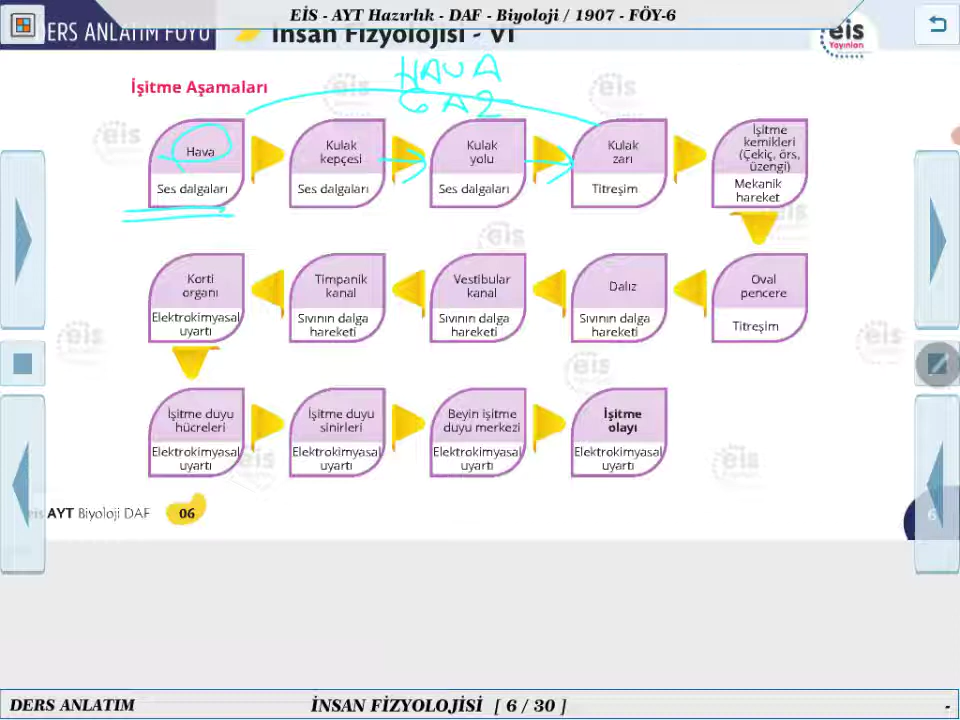 EİS - AYT Hazırlık - DAF - Biyoloji / 1907 - FÖY-6
DERS ANLATIM FÖYÜ
İnsan Fizyolojisi - VI
eis
Yayınları
İşitme Aşamaları
HAVA
GAZ
Hava
Ses dalgaları
Kulak
kepçesi
Ses dalgaları
Kulak
yolu
Ses dalgaları
Kulak
zarı
Titreşim
İşitme
kemikleri
(Çekiç, örs,
üzengi)
Mekanik
hareket
Korti
organı
Elektrokimyasal
uyartı
Timpanik
kanal
Sıvının dalga
hareketi
Vestibular
kanal
Sıvının dalga
hareketi
Dalız
Sıvının dalga
hareketi
Oval
pencere
Titreşim
İşitme duyu
hücreleri
Elektrokimyasal
uyartı
İşitme duyu
sinirleri
Elektrokimyasal
uyartı
Beyin işitme
duyu merkezi
Elektrokimyasal
uyartı
İşitme
olayı
Elektrokimyasal
uyartı
eis AYT Biyoloji DAF 06
6
DERS ANLATIM
İNSAN FİZYOLOJİSİ [ 6 / 30 ]
-